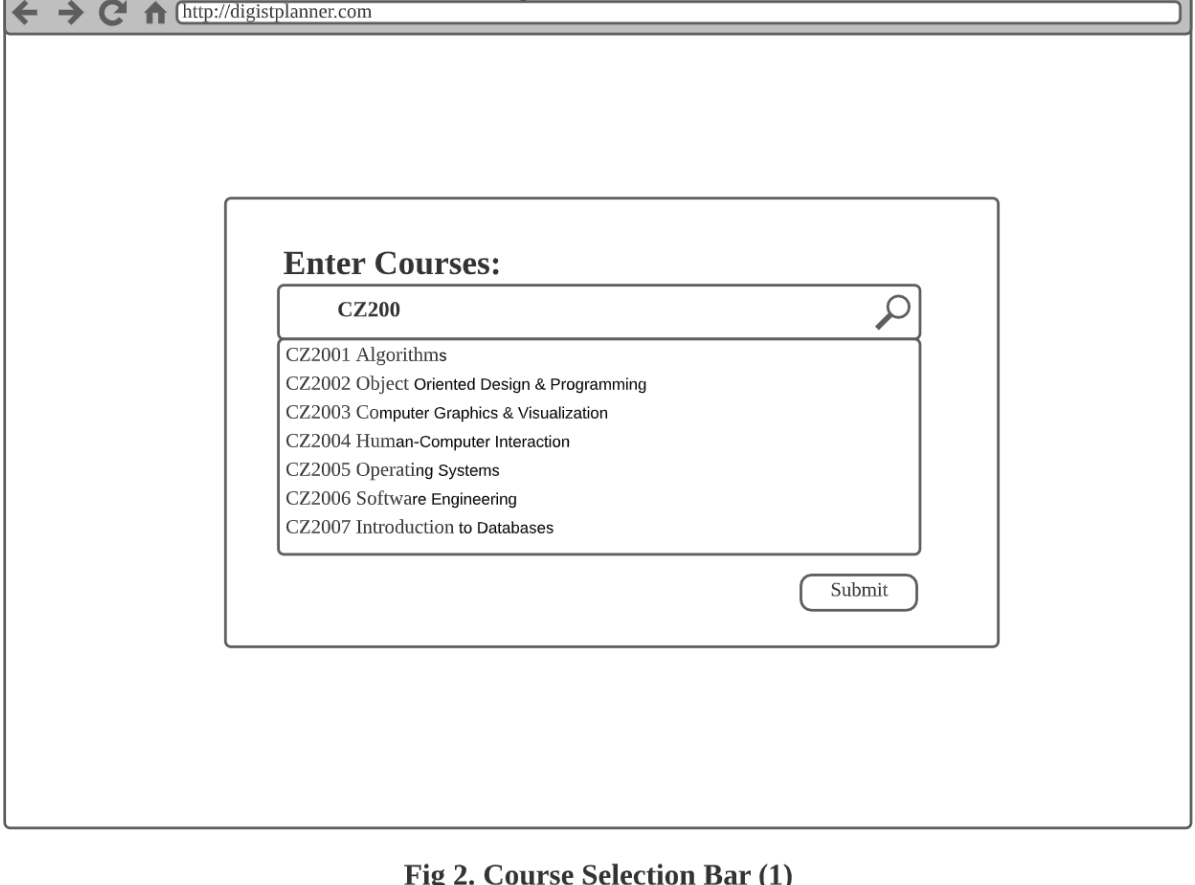 http://digistplanner.com
Enter Courses:
CZ200
CZ2001 Algorithms
CZ2002 Object Oriented Design & Programming
CZ2003 Computer Graphics & Visualization
CZ2004 Human-Computer Interaction
CZ2005 Operating Systems
CZ2006 Software Engineering
CZ2007 Introduction to Databases
Submit
Fig 2. Course Selection Bar (1)